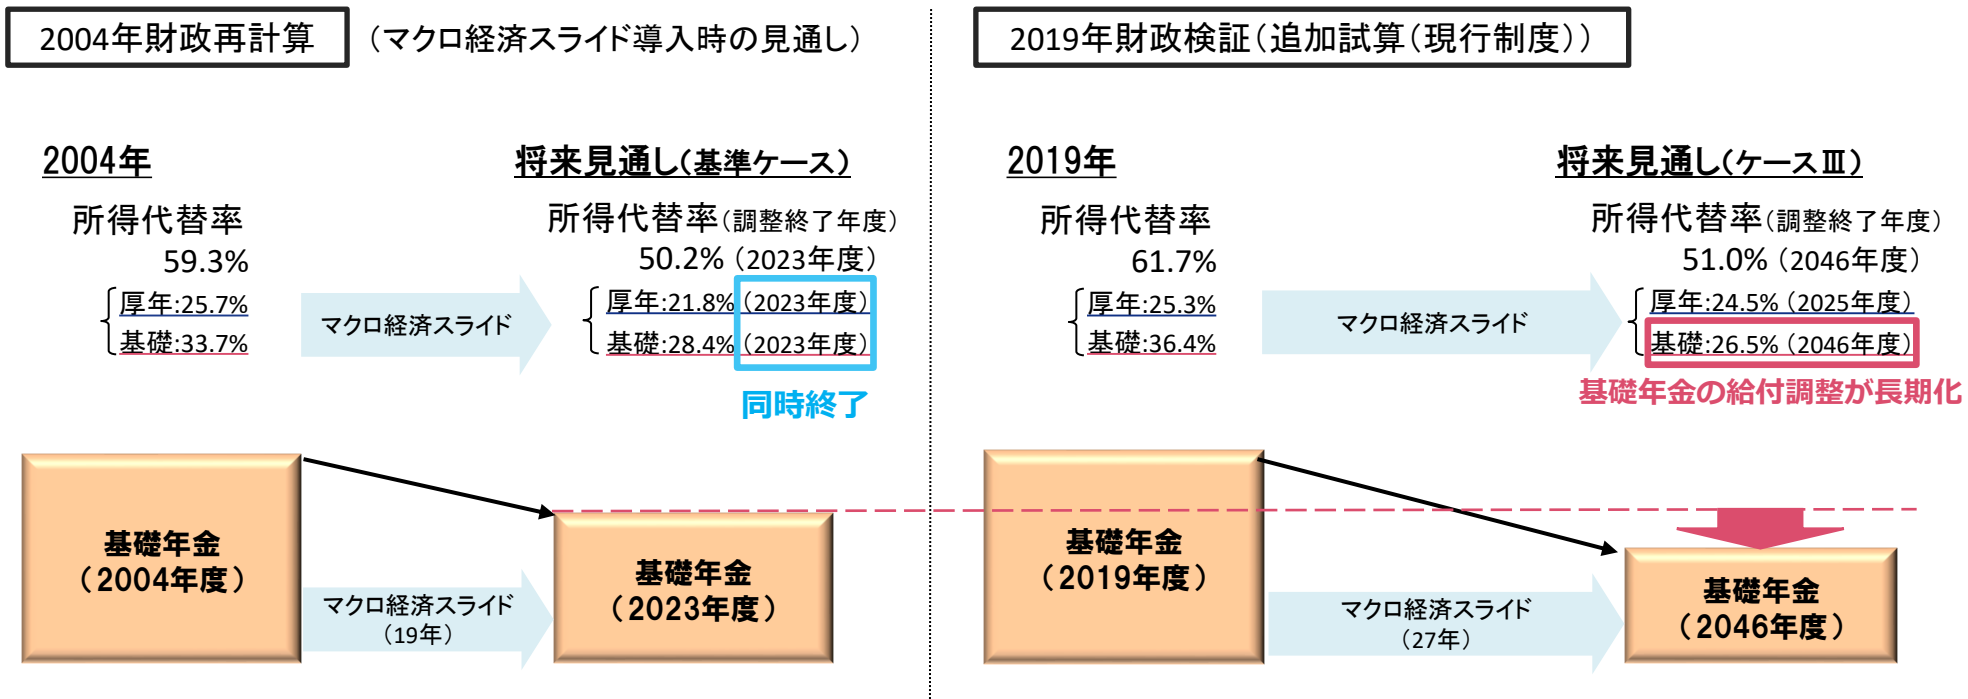 2004年財政再計算
（マクロ経済スライド導入時の見通し）
2004年
将来見通し（基準ケース）
所得代替率
59.3%
厚年:25.7%
基礎:33.7%
マクロ経済スライド
所得代替率（調整終了年度）
50.2%（2023年度）
厚年:21.8%（2023年度）
基礎:28.4%（2023年度）
同時終了
基礎年金
（2004年度）
マクロ経済スライド
（19年）
基礎年金
（2023年度）
2019年財政検証（追加試算（現行制度））
2019年
将来見通し（ケースⅢ）
所得代替率
61.7%
厚年:25.3%
基礎:36.4%
マクロ経済スライド
所得代替率（調整終了年度）
51.0%（2046年度）
厚年:24.5%（2025年度）
基礎:26.5%（2046年度）
基礎年金の給付調整が長期化
基礎年金
（2019年度）
マクロ経済スライド
（27年）
基礎年金
（2046年度）